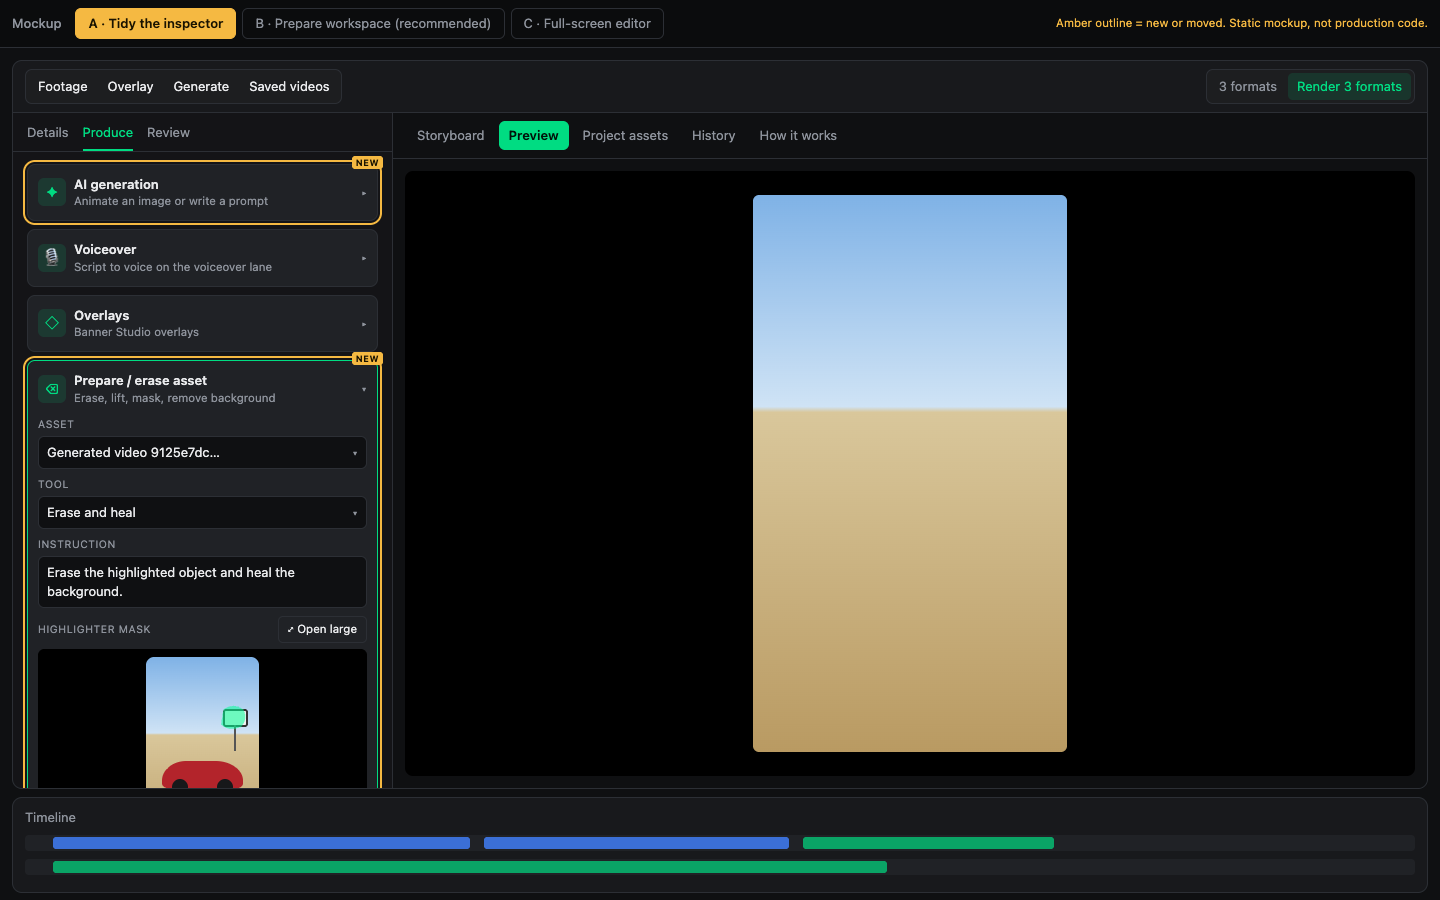 Mockup
A · Tidy the inspector
B · Prepare workspace (recommended)
C · Full-screen editor
Amber outline = new or moved. Static mockup, not production code.
Footage
Overlay
Generate
Saved videos
3 formats
Render 3 formats
Details
Produce
Review
Storyboard
Preview
Project assets
History
How it works
NEW
AI generation
Animate an image or write a prompt
Voiceover
Script to voice on the voiceover lane
Overlays
Banner Studio overlays
NEW
Prepare / erase asset
Erase, lift, mask, remove background
ASSET
Generated video 9125e7dc...
TOOL
Erase and heal
INSTRUCTION
Erase the highlighted object and heal the
background.
HIGHLIGHTER MASK
Open large
Timeline